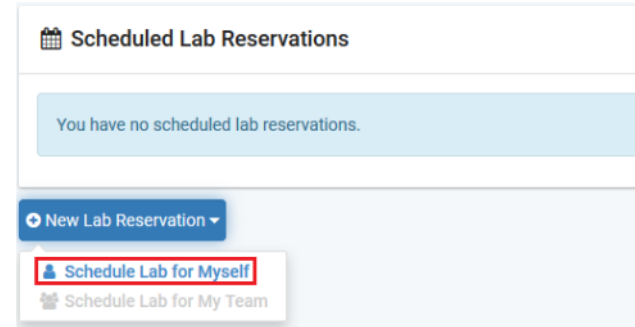 Scheduled Lab Reservations
You have no scheduled lab reservations.
New Lab Reservation
Schedule Lab for Myself
Schedule Lab for My Team